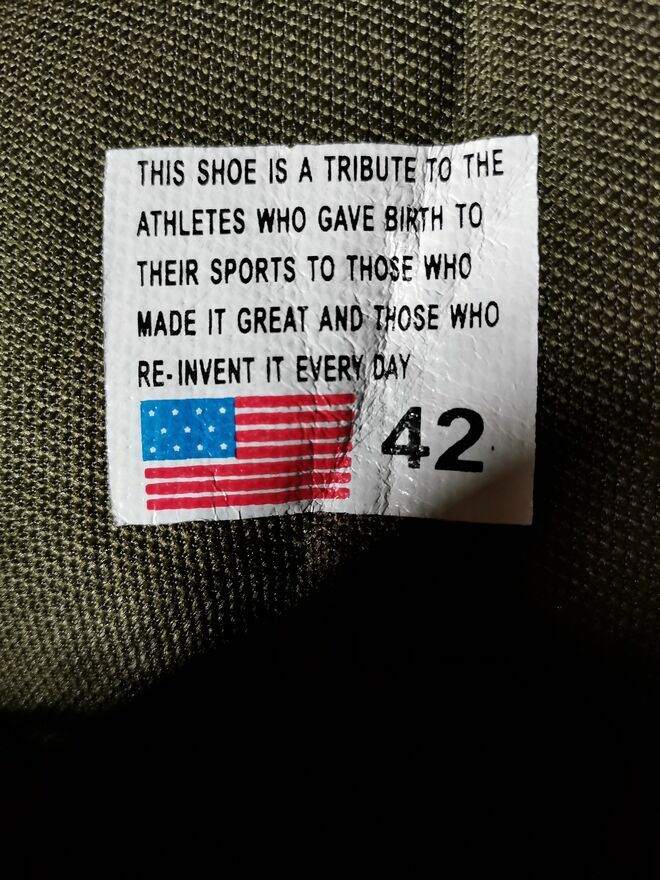 THIS SHOE IS A TRIBUTE TO THE
ATHLETES WHO GAVE BIRTH TO
THEIR SPORTS TO THOSE WHO
MADE IT GREAT AND THOSE WHO
RE-INVENT IT EVERY DAY
42